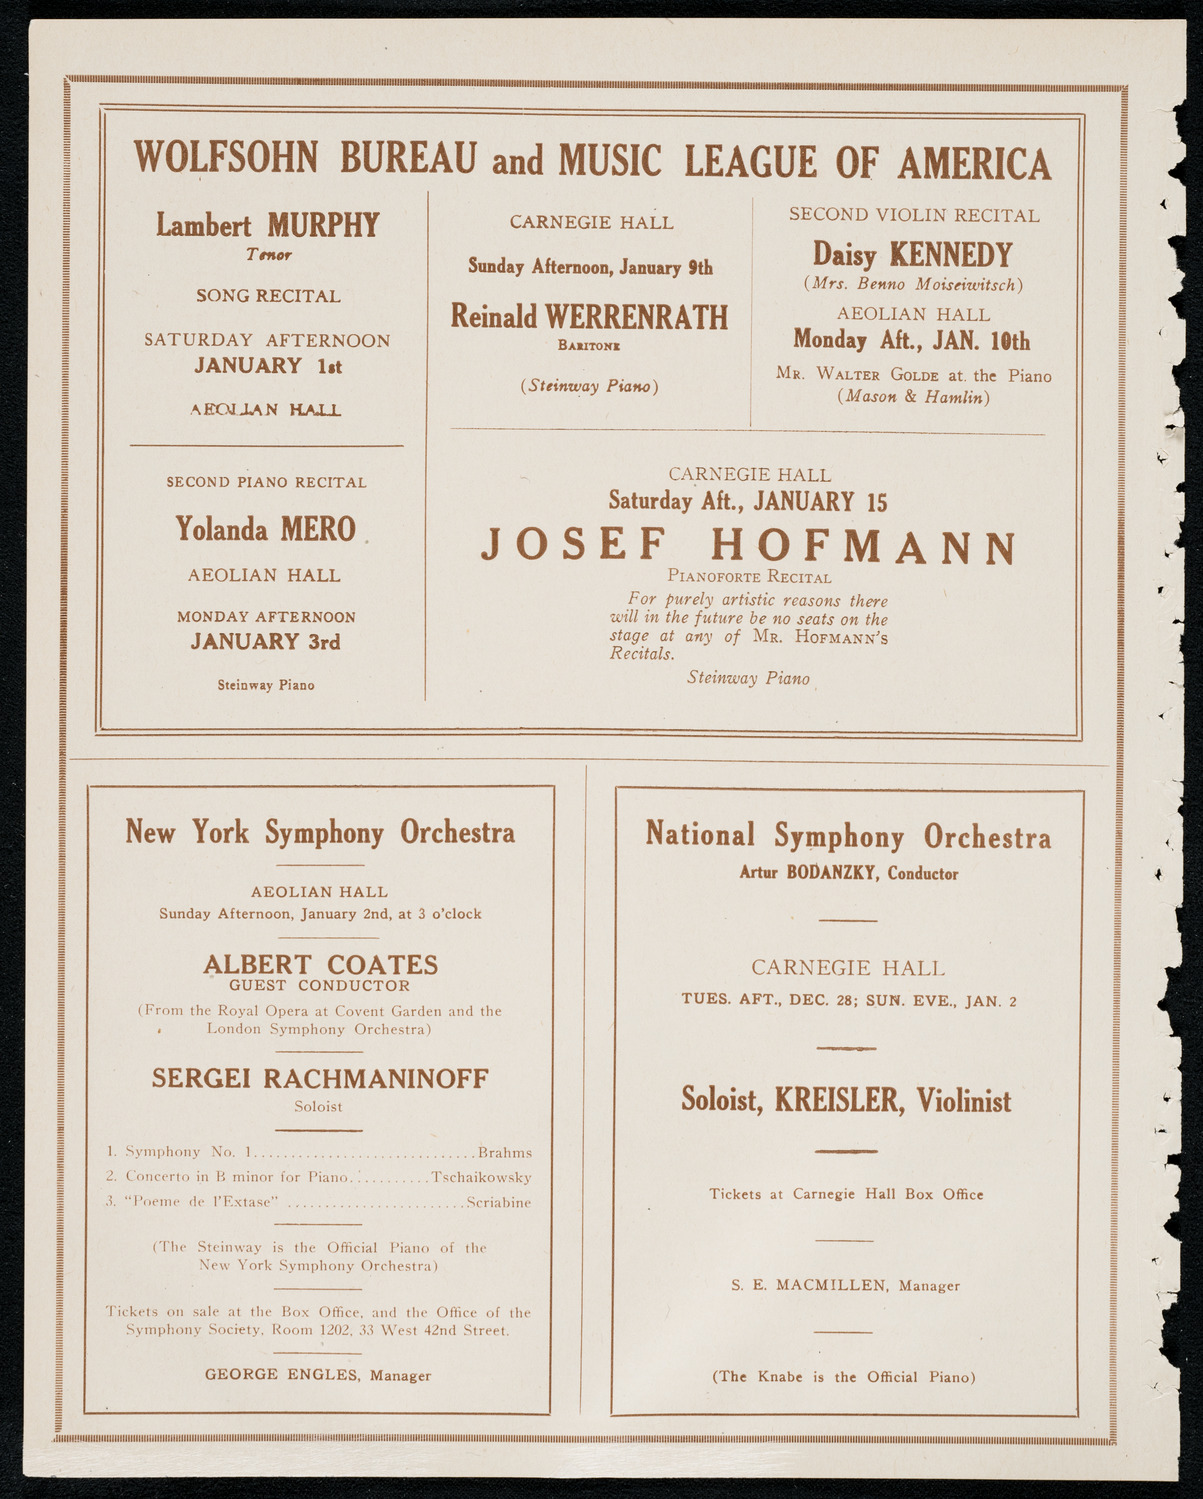 WOLFSOHN BUREAU and MUSIC LEAGUE OF AMERICA
Lambert MURPHY
Tenor
SONG RECITAL
SATURDAY AFTERNOON
JANUARY 1st
AEOLIAN HALL
SECOND PIANO RECITAL
Yolanda MERO
AEOLIAN HALL
MONDAY AFTERNOON
JANUARY 3rd
Steinway Piano
CARNEGIE HALL
Sunday Afternoon, January 9th
Reinald WERRENRATH
BARITONE
(Steinway Piano)
SECOND VIOLIN RECITAL
Daisy KENNEDY
(Mrs. Benno Moiseiwitsch)
AEOLIAN HALL
Monday Aft., JAN. 10th
MR. WALTER GOLDE at the Piano
(Mason & Hamlin)
CARNEGIE HALL
Saturday Aft., JANUARY 15
JOSEF HOFMANN
PIANOFORTE RECITAL
For purely artistic reasons there
will in the future be no seats on the
stage at any of MR. HOFMANN'S
Recitals.
Steinway Piano
New York Symphony Orchestra
AEOLIAN HALL
Sunday Afternoon, January 2nd, at 3 o'clock
ALBERT COATES
GUEST CONDUCTOR
(From the Royal Opera at Covent Garden and the
London Symphony Orchestra)
SERGEI RACHMANINOFF
Soloist
1. Symphony No. 1..............................Brahms
2. Concerto in B minor for Piano...........Tschaikowsky
3. "Poeme de l'Extase" ........................Scriabine
(The Steinway is the Official Piano of the
New York Symphony Orchestra)
Tickets on sale at the Box Office, and the Office of the
Symphony Society, Room 1202, 33 West 42nd Street.
GEORGE ENGLES, Manager
National Symphony Orchestra
Artur BODANZKY, Conductor
CARNEGIE HALL
TUES. AFT., DEC. 28; SUN. EVE., JAN. 2
Soloist, KREISLER, Violinist
Tickets at Carnegie Hall Box Office
S. E. MACMILLEN, Manager
(The Knabe is the Official Piano)